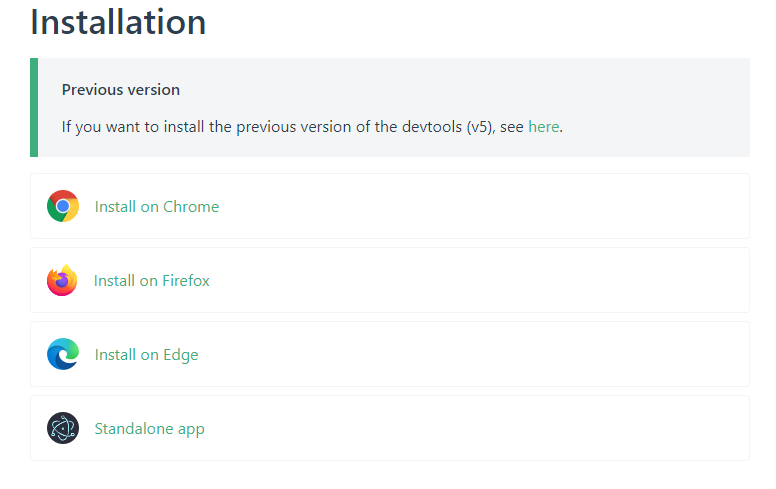 Installation
Previous version
If you want to install the previous version of the devtools (v5), see here.
Install on Chrome
Install on Firefox
Install on Edge
Standalone app